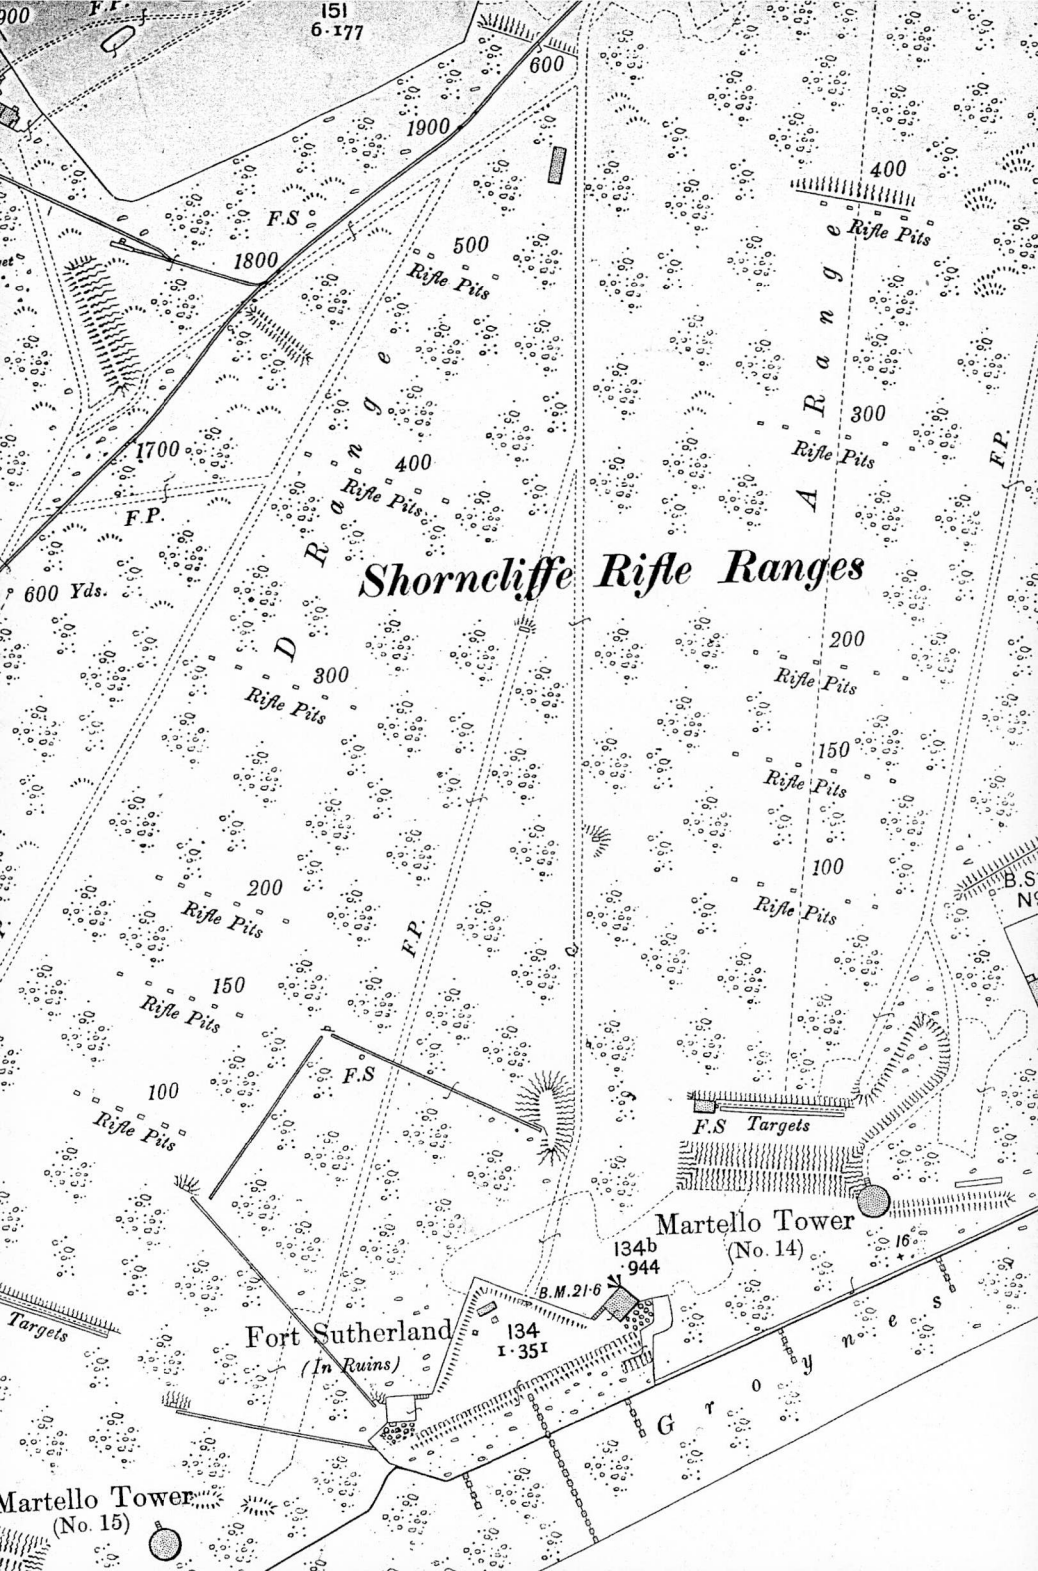 900
F.P.
151
6·177
600
1900
400
Rifle Pits
F.S
1800
500
Rifle Pits
A Range
D Range
300
Rifle Pits
1700
400
Rifle Pits
F.P.
F.P.
Shorncliffe Rifle Ranges
600 Yds.
200
Rifle Pits
300
Rifle Pits
150
Rifle Pits
100
Rifle Pits
200
Rifle Pits
F.P.
150
Rifle Pits
F.S
100
Rifle Pits
F.S
Targets
Martello Tower
(No. 14)
134b
·944
16
B.M.21·6
Targets
Fort Sutherland
(In Ruins)
134
1·351
Groynes
Martello Tower
(No. 15)